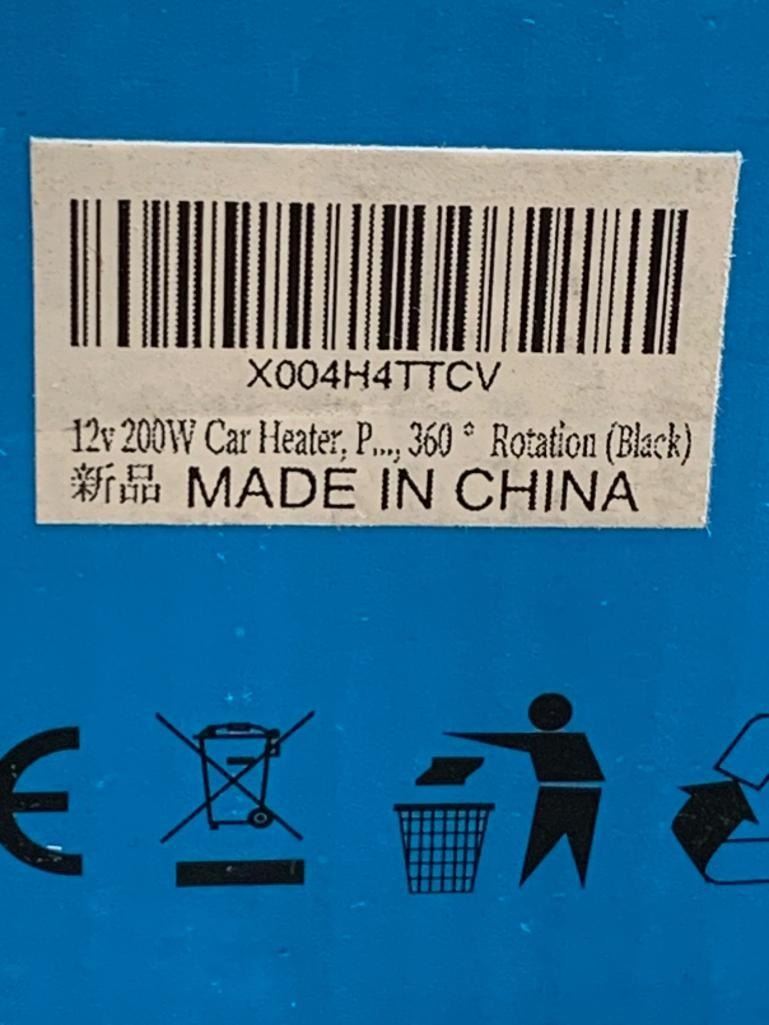 X004H4TTCV
12v 200W Car Heater, P..., 360 ° Rotation (Black)
新品 MADE IN CHINA